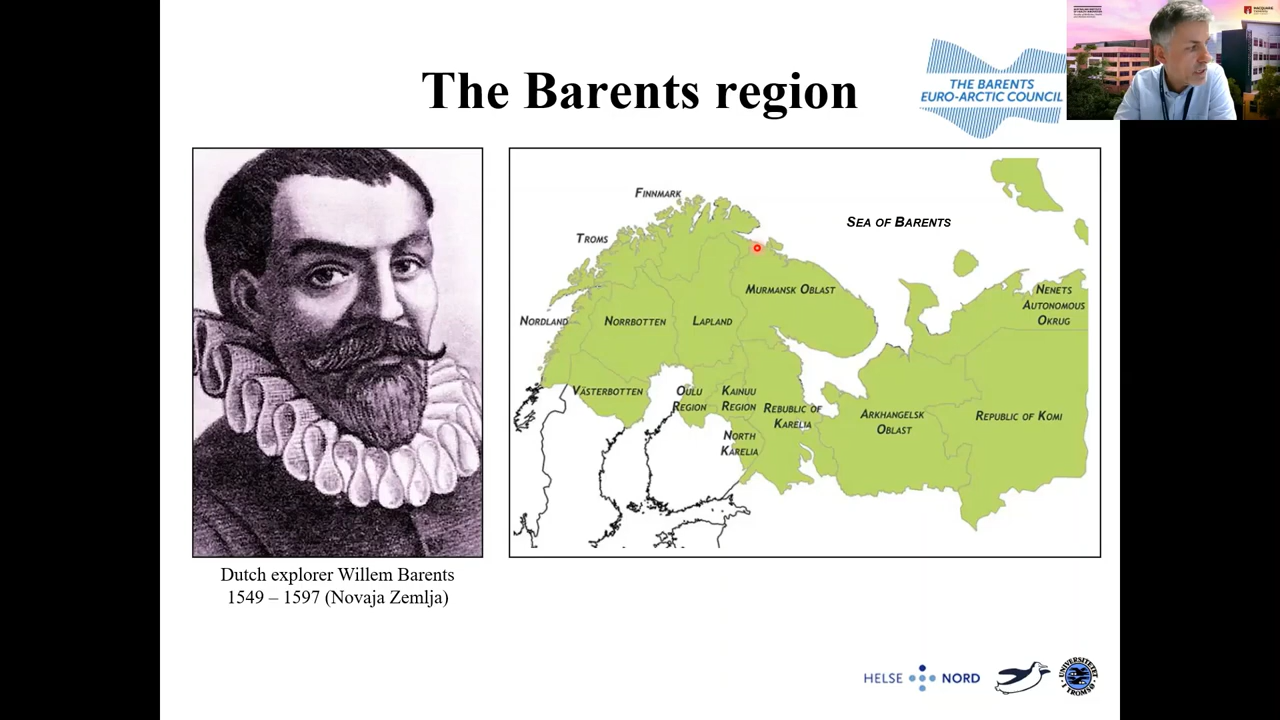 The Barents region
THE BARENTS
EURO-ARCTIC COUNCIL
FINNMARK
SEA OF BARENTS
TROMS
MURMANSK OBLAST
NENETS
AUTONOMOUS
OKRUG
NORDLAND
NORRBOTTEN
LAPLAND
VÄSTERBOTTEN
OULU
REGION
KAINUU
REGION
REBUBLIC OF
KARELIA
ARKHANGELSK
OBLAST
REPUBLIC OF KOMI
NORTH
KARELIA
Dutch explorer Willem Barents
1549 – 1597 (Novaja Zemlja)
HELSE NORD
UNIVERSITETET
I TROMSØ